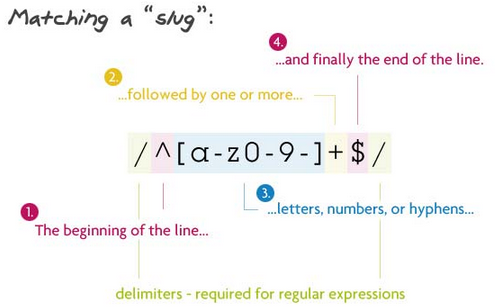 Matching a “slug”:
4.
...and finally the end of the line.
2.
...followed by one or more...
/^[a-z0-9-]+$/
3.
...letters, numbers, or hyphens...
1.
The beginning of the line...
delimiters - required for regular expressions